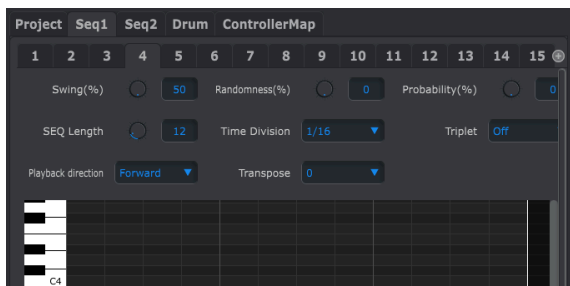 Project Seq1 Seq2 Drum ControllerMap
1 2 3 4 5 6 7 8 9 10 11 12 13 14 15
Swing(%) 50 Randomness(%) 0 Probability(%) 0
SEQ Length 12 Time Division 1/16 Triplet Off
Playback direction Forward Transpose 0
C4